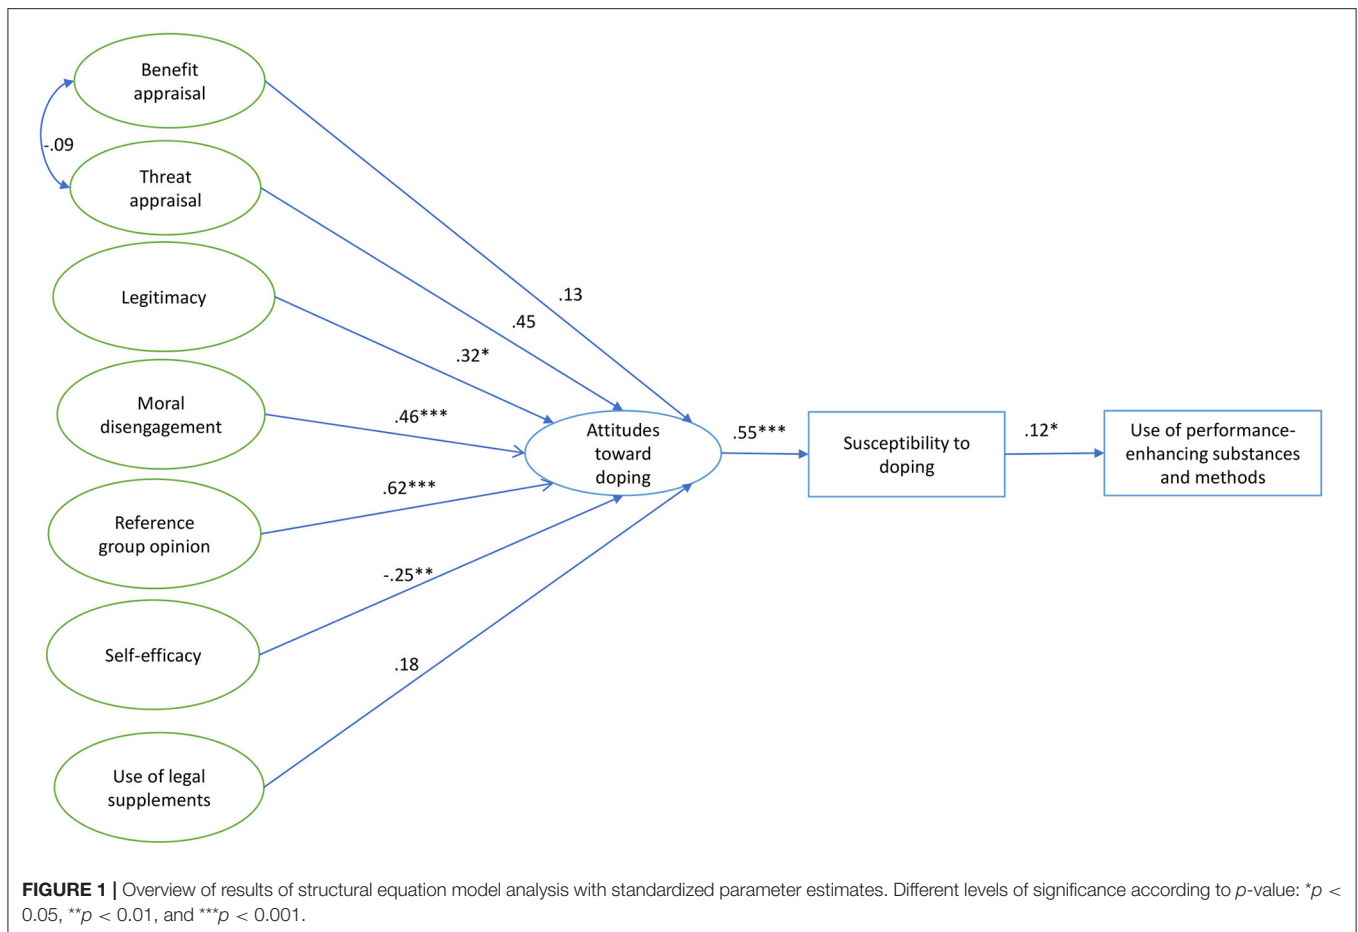 Benefit
appraisal
-.09
Threat
appraisal
Legitimacy
Moral
disengagement
Reference
group opinion
Self-efficacy
Use of legal
supplements
.13
.45
.32*
.46***
.62***
-.25**
.18
Attitudes
toward
doping
.55***
Susceptibility to
doping
.12*
Use of performance-
enhancing substances
and methods
FIGURE 1 | Overview of results of structural equation model analysis with standardized parameter estimates. Different levels of significance according to p-value: *p <
0.05, **p < 0.01, and ***p < 0.001.